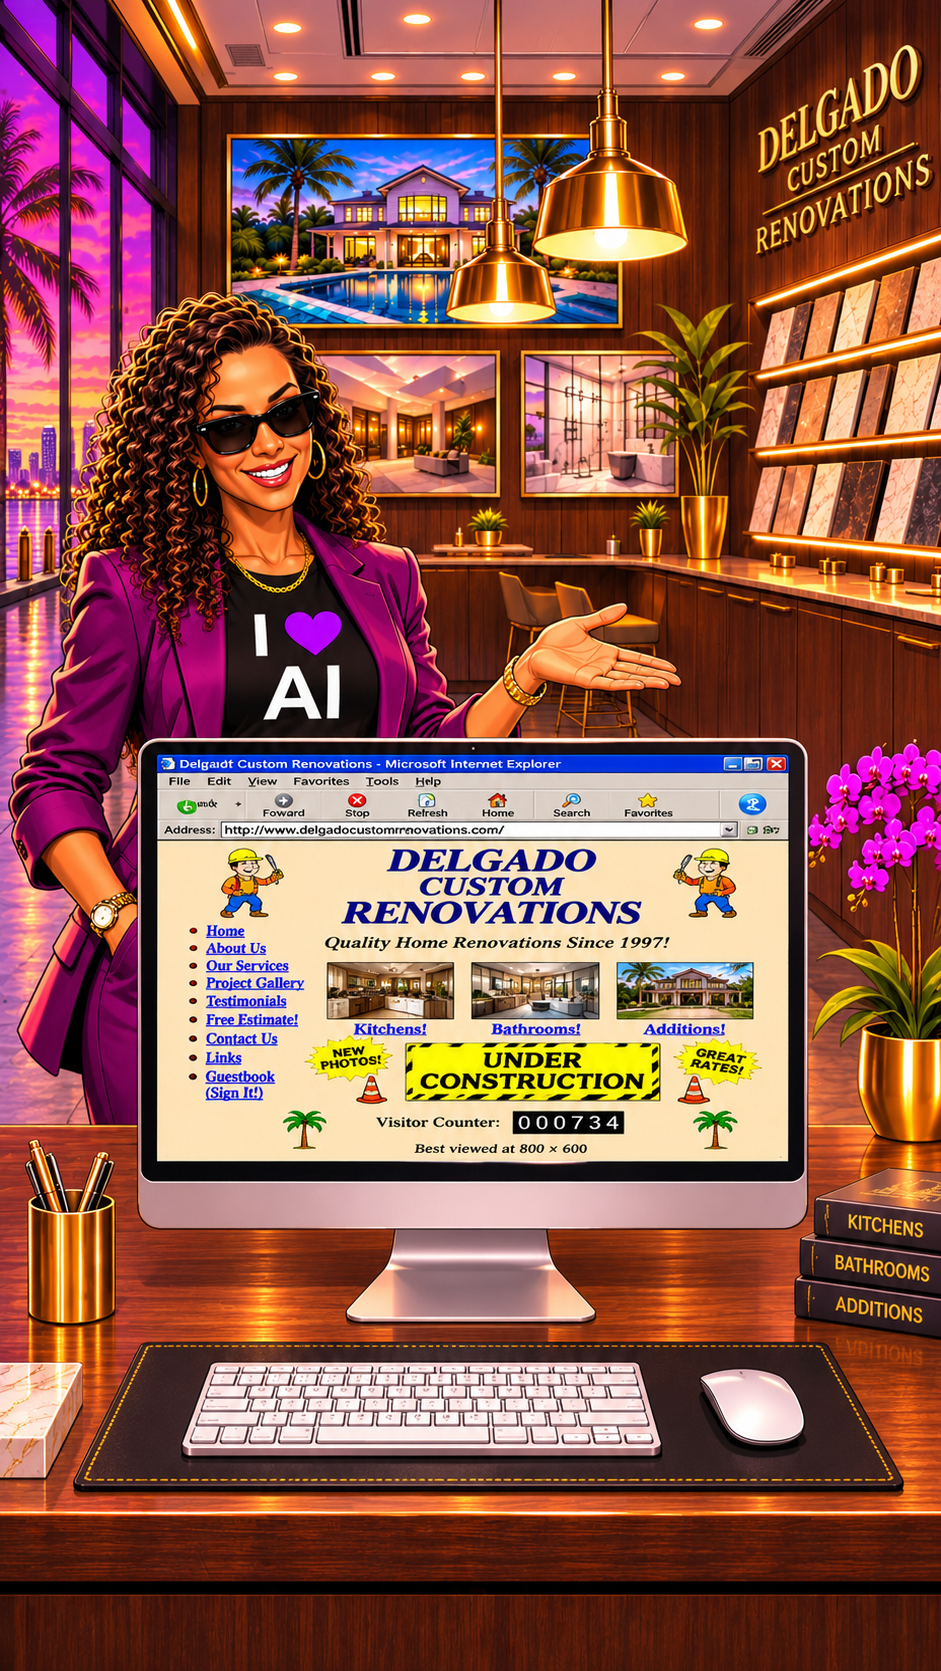 DELGADO
CUSTOM
RENOVATIONS
I 💜
AI
Delgadt Custom Renovations - Microsoft Internet Explorer
File Edit View Favorites Tools Help
Foward Stop Refresh Home Search Favorites
Address: http://www.delgadocustomrrnovations.com/
DELGADO
CUSTOM
RENOVATIONS
Quality Home Renovations Since 1997!
Home
About Us
Our Services
Project Gallery
Testimonials
Free Estimate!
Contact Us
Links
Guestbook
(Sign It!)
Kitchens! Bathrooms! Additions!
NEW
PHOTOS!
UNDER
CONSTRUCTION
GREAT
RATES!
Visitor Counter: 000734
Best viewed at 800 × 600
KITCHENS
BATHROOMS
ADDITIONS